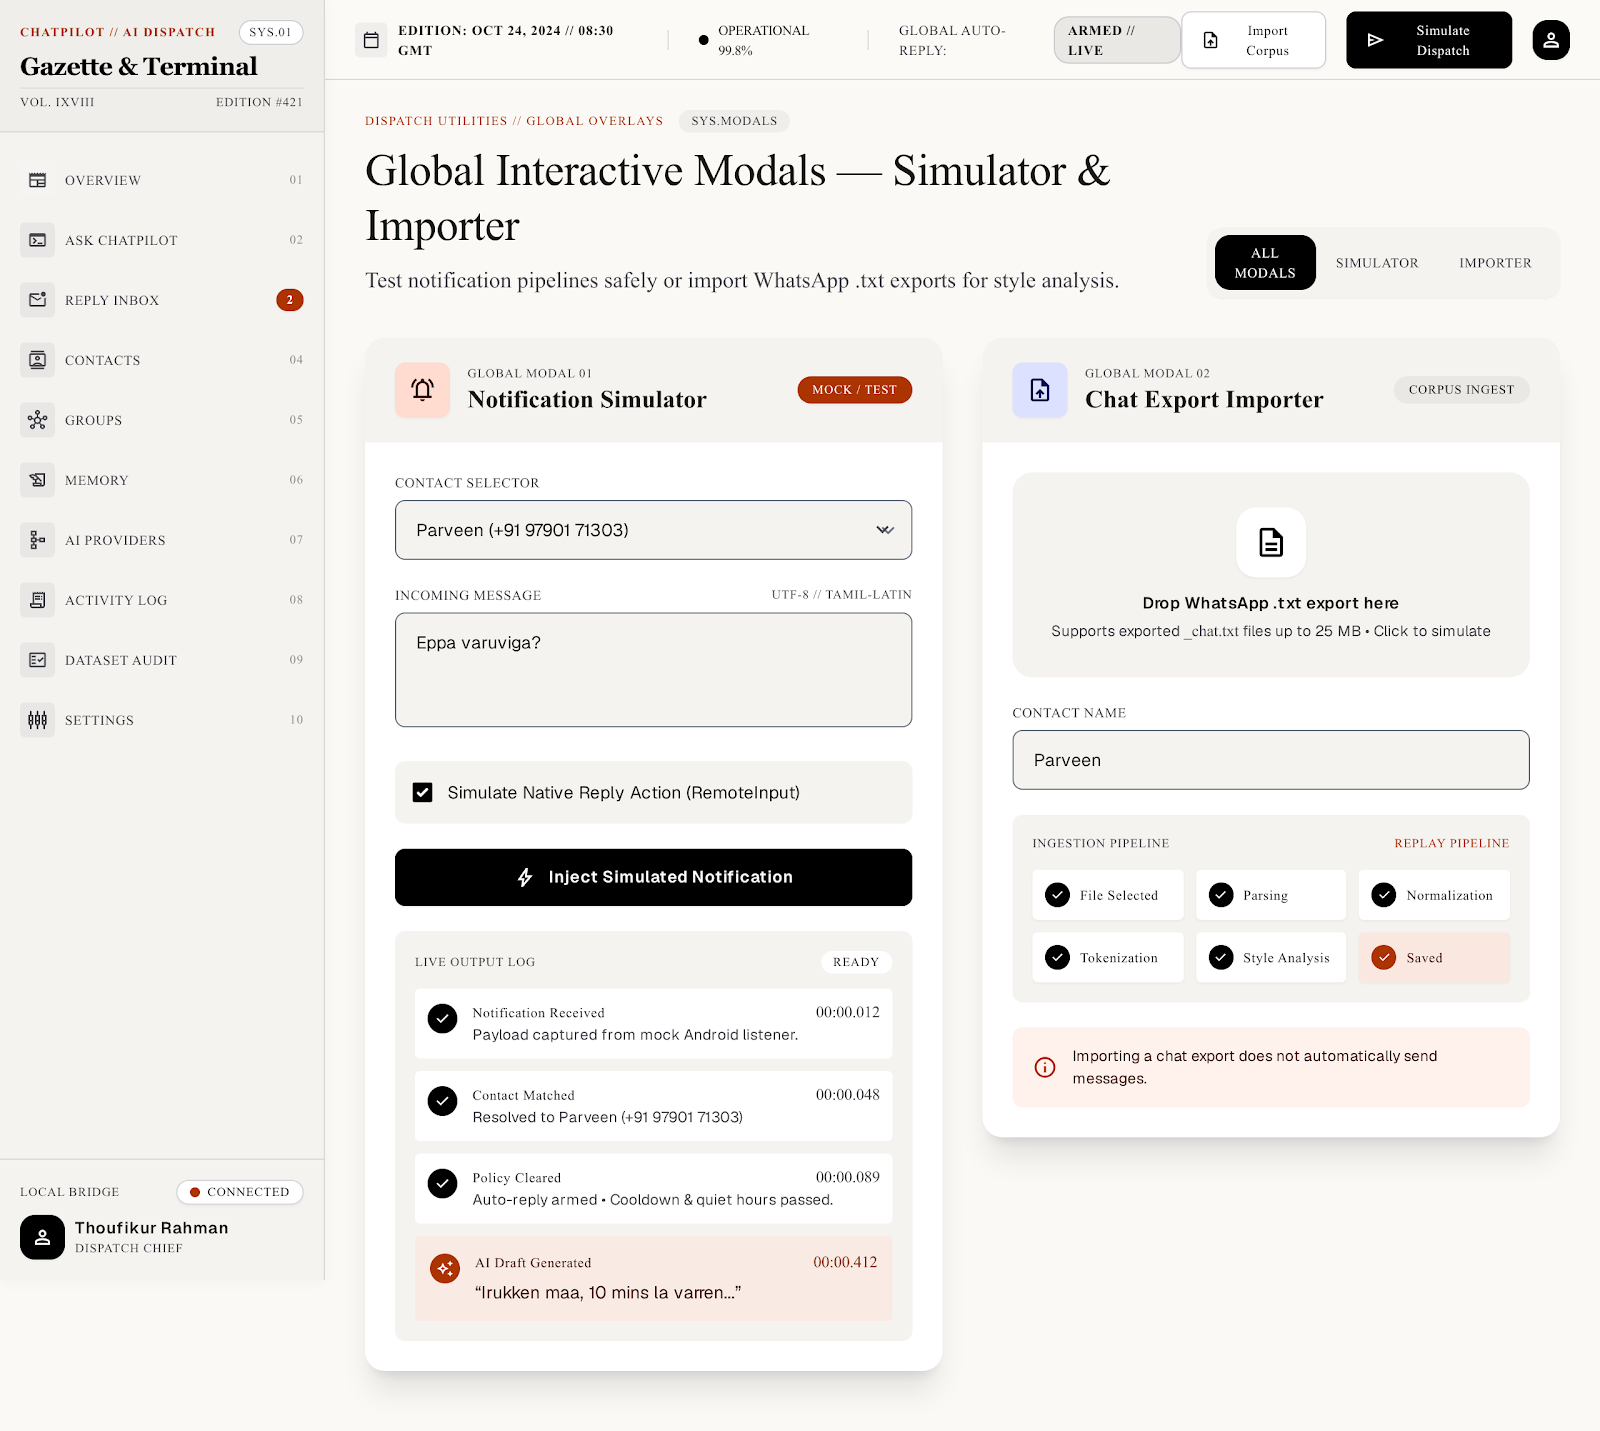 CHATPILOT // AI DISPATCH
SYS.01
Gazette & Terminal
VOL. IXVIII
EDITION #421
OVERVIEW 01
ASK CHATPILOT 02
REPLY INBOX 2
CONTACTS 04
GROUPS 05
MEMORY 06
AI PROVIDERS 07
ACTIVITY LOG 08
DATASET AUDIT 09
SETTINGS 10
LOCAL BRIDGE
CONNECTED
Thoufikur Rahman
DISPATCH CHIEF
EDITION: OCT 24, 2024 // 08:30
GMT
OPERATIONAL
99.8%
GLOBAL AUTO-
REPLY:
ARMED //
LIVE
Import
Corpus
Simulate
Dispatch
DISPATCH UTILITIES // GLOBAL OVERLAYS
SYS.MODALS
Global Interactive Modals — Simulator &
Importer
Test notification pipelines safely or import WhatsApp .txt exports for style analysis.
ALL
MODALS
SIMULATOR
IMPORTER
GLOBAL MODAL 01
Notification Simulator
MOCK / TEST
CONTACT SELECTOR
Parveen (+91 97901 71303)
INCOMING MESSAGE
UTF-8 // TAMIL-LATIN
Eppa varuviga?
Simulate Native Reply Action (RemoteInput)
Inject Simulated Notification
LIVE OUTPUT LOG
READY
Notification Received 00:00.012
Payload captured from mock Android listener.
Contact Matched 00:00.048
Resolved to Parveen (+91 97901 71303)
Policy Cleared 00:00.089
Auto-reply armed • Cooldown & quiet hours passed.
AI Draft Generated 00:00.412
“Irukken maa, 10 mins la varren...”
GLOBAL MODAL 02
Chat Export Importer
CORPUS INGEST
Drop WhatsApp .txt export here
Supports exported _chat.txt files up to 25 MB • Click to simulate
CONTACT NAME
Parveen
INGESTION PIPELINE
REPLAY PIPELINE
File Selected
Parsing
Normalization
Tokenization
Style Analysis
Saved
Importing a chat export does not automatically send
messages.